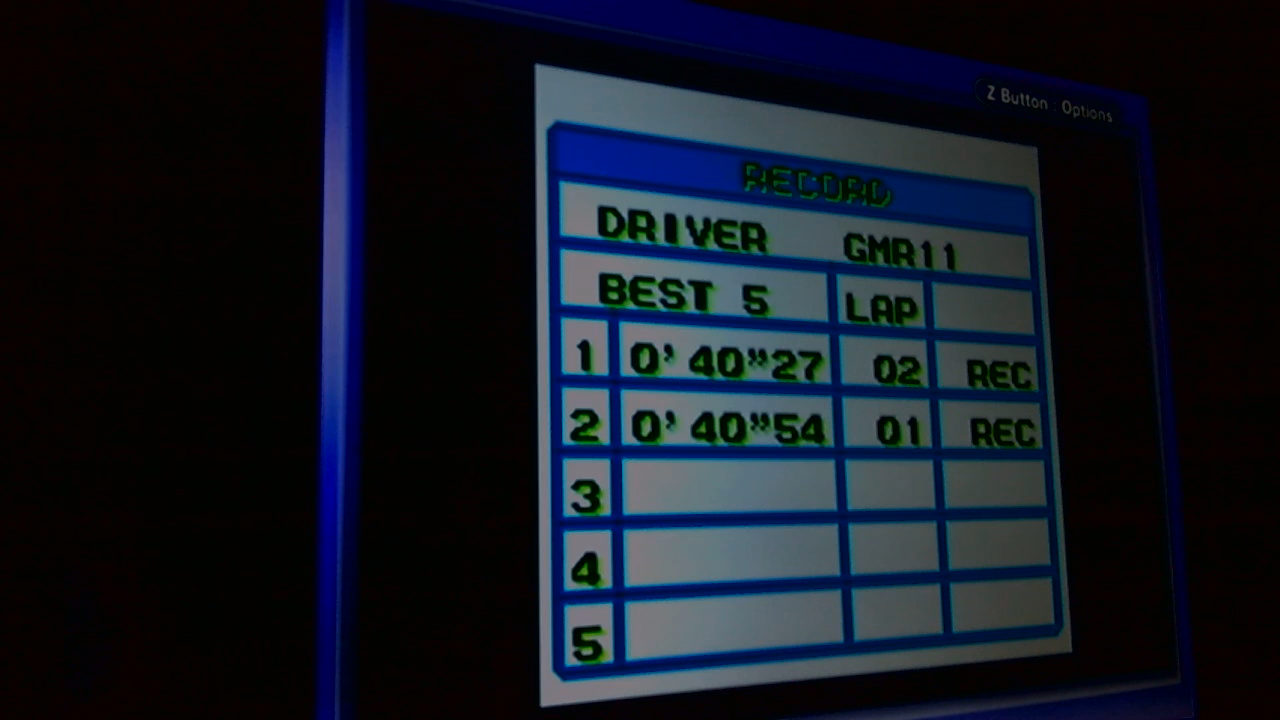 Z Button : Options
RECORD
DRIVER GMR11
BEST 5 LAP
1 0'40"27 02 REC
2 0'40"54 01 REC
3
4
5